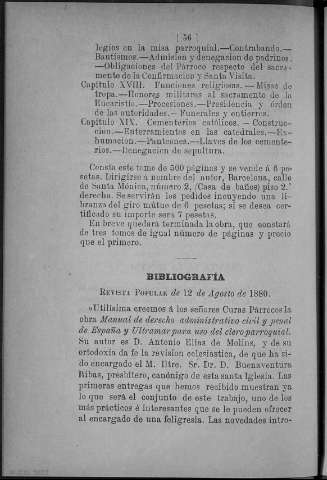 [ 56 ]
legios en la misa parroquial.—Contrabando.—
Bautismos.—Admision y denegacion de padrinos.
—Obligaciones del Párroco respecto del sacra-
mento de la Confirmacion y Santa Visita.
Capítulo XVIII. Funciones religiosas.—Misas de
tropa.—Honores militares al sacramento de la
Eucaristía.—Procesiones.—Presidencia y órden
de las autoridades.—Funerales y entierros.
Capítulo XIX. Cementerios católicos.—Construc-
cion.—Enterramientos en las catedrales.—Ex-
humacion.—Panteones.—Llaves de los cemente-
rios.—Denegacion de sepultura.
Consta este tomo de 500 páginas y se vende á 6 pe-
setas. Dirigirse á nombre del autor, Barcelona, calle
de Santa Mónica, número 2, (Casa de baños) piso 2.º
derecha. Se servirán los pedidos incuyendo una li-
branza del giro mútuo de 6 pesetas; si se desea cer-
tificado su importe será 7 pesetas.
En breve quedará terminada la obra, que constará
de tres tomos de igual número de páginas y precio
que el primero.
BIBLIOGRAFÍA
REVISTA POPULAR de 12 de Agosto de 1880.
»Utilísima creemos á los señores Curas Párrocos la
obra Manual de derecho administrativo civil y penal
de España y Ultramar para uso del clero parroquial.
Su autor es D. Antonio Elías de Molins, y de su
ortodoxia da fe la revision eclesiástica, de que ha si-
do encargado el M. Iltre. Sr. Dr. D. Buenaventura
Ribas, presbítero, canónigo de esta santa Iglesia. Las
primeras entregas que hemos recibido muestran ya
lo que será el conjunto de este trabajo, uno de los
más prácticos é interesantes que se le pueden ofrecer
al encargado de una feligresía. Las novedades intro-